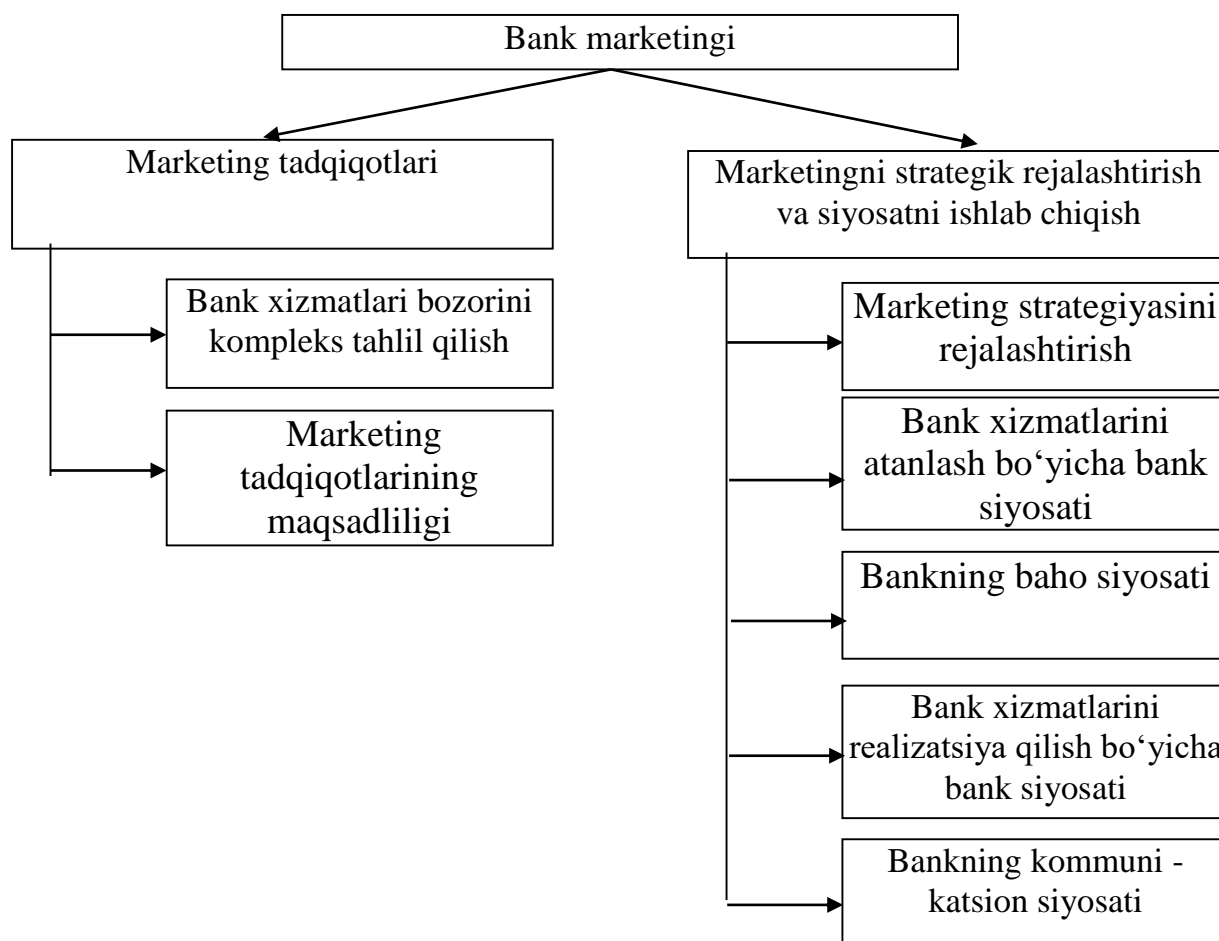 Bank marketingi
Marketing tadqiqotlari
Bank xizmatlari bozorini
kompleks tahlil qilish
Marketing
tadqiqotlarining
maqsadliligi
Marketingni strategik rejalashtirish
va siyosatni ishlab chiqish
Marketing strategiyasini
rejalashtirish
Bank xizmatlarini
atanlash bo‘yicha bank
siyosati
Bankning baho siyosati
Bank xizmatlarini
realizatsiya qilish bo‘yicha
bank siyosati
Bankning kommuni -
katsion siyosati